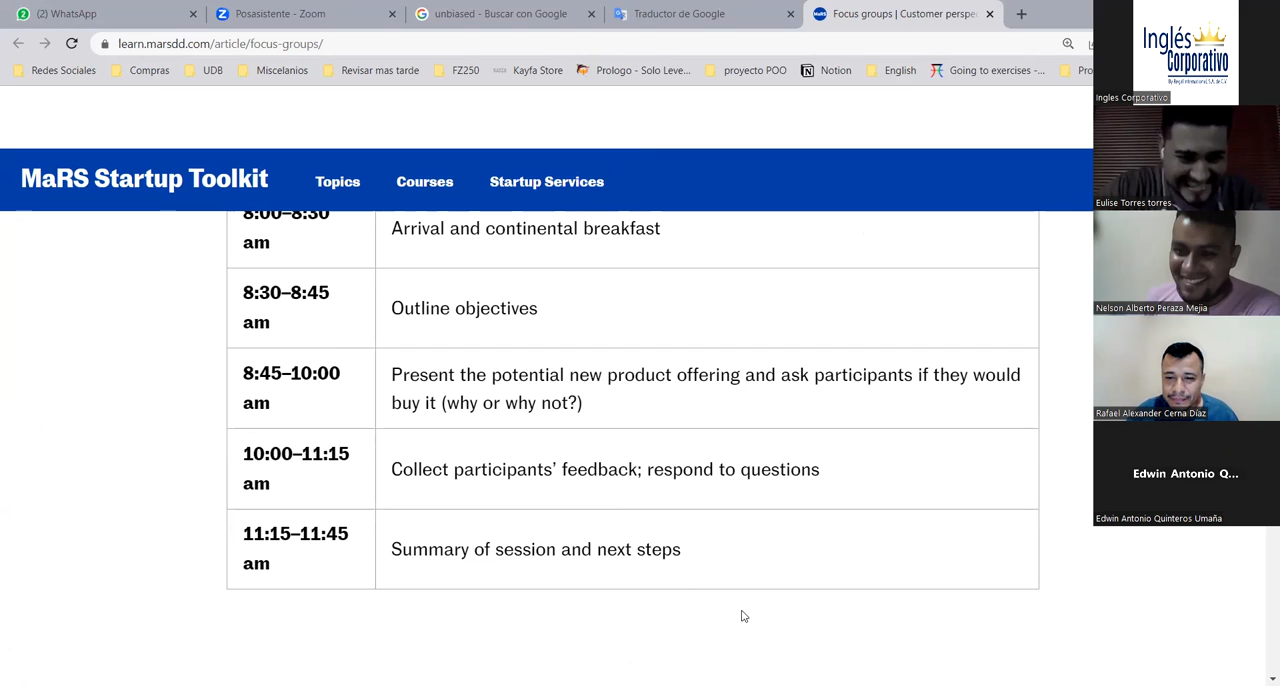 (2) WhatsApp
Posasistente - Zoom
unbiased - Buscar con Google
Traductor de Google
Focus groups | Customer perspe
learn.marsdd.com/article/focus-groups/
Redes Sociales
Compras
UDB
Miscelanios
Revisar mas tarde
FZ250
Kayfa Store
Prologo - Solo Leve...
proyecto POO
Notion
English
Going to exercises -...
Pro
MaRS Startup Toolkit
Topics
Courses
Startup Services
8:00–8:30
am
Arrival and continental breakfast
8:30–8:45
am
Outline objectives
8:45–10:00
am
Present the potential new product offering and ask participants if they would
buy it (why or why not?)
10:00–11:15
am
Collect participants’ feedback; respond to questions
11:15–11:45
am
Summary of session and next steps
Inglés
Corporativo
Ingles Corporativo
Eulise Torres torres
Nelson Alberto Peraza Mejia
Rafael Alexander Cerna Díaz
Edwin Antonio Q...
Edwin Antonio Quinteros Umaña